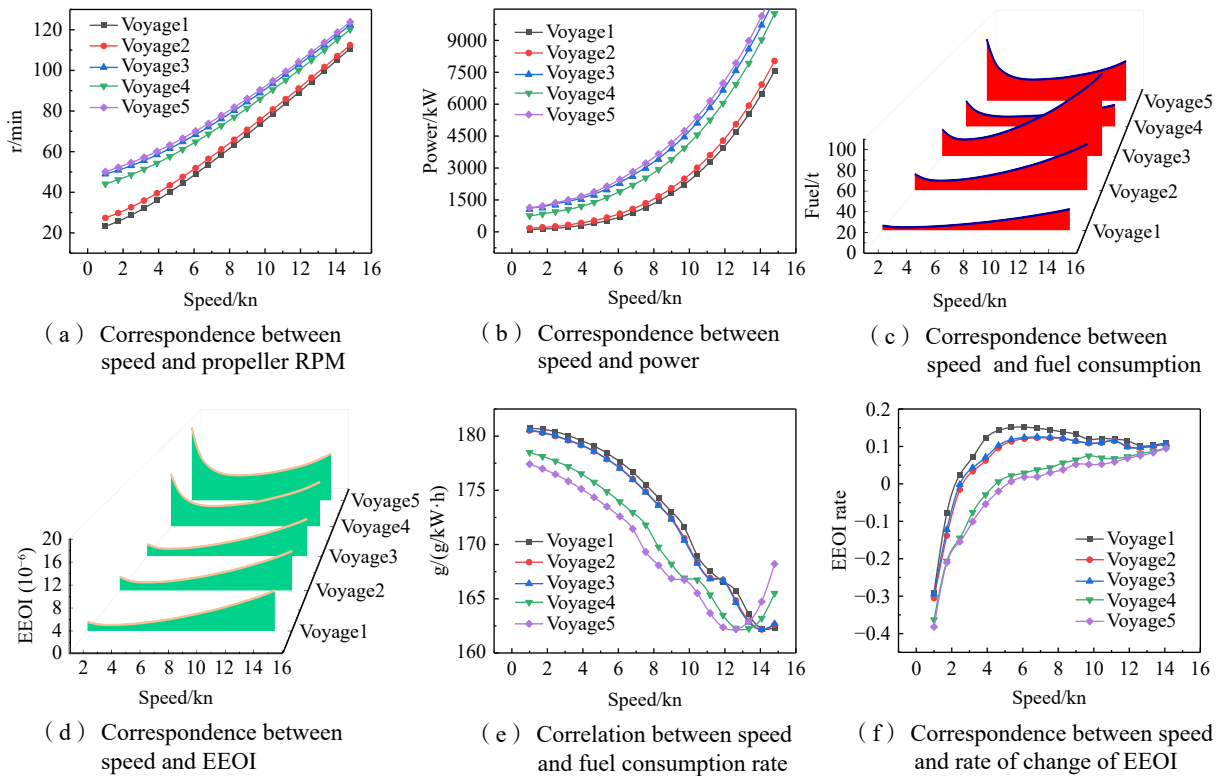 120
100
80
60
40
20
r/min
Voyage1
Voyage2
Voyage3
Voyage4
Voyage5
0 2 4 6 8 10 12 14 16
Speed/kn
( a ) Correspondence between
speed and propeller RPM
9000
7500
6000
4500
3000
1500
0
Power/kW
Voyage1
Voyage2
Voyage3
Voyage4
Voyage5
0 2 4 6 8 10 12 14 16
Speed/kn
( b ) Correspondence between
speed and power
100
80
60
40
20
0
Fuel/t
Voyage5
Voyage4
Voyage3
Voyage2
Voyage1
2 4 6 8 10 12 14 16
Speed/kn
( c ) Correspondence between
speed and fuel consumption
20
16
12
8
4
0
EEOI (10⁻⁶)
Voyage5
Voyage4
Voyage3
Voyage2
Voyage1
2 4 6 8 10 12 14 16
Speed/kn
( d ) Correspondence between
speed and EEOI
180
175
170
165
160
g/(g/kW·h)
Voyage1
Voyage2
Voyage3
Voyage4
Voyage5
0 2 4 6 8 10 12 14 16
Speed/kn
( e ) Correlation between speed
and fuel consumption rate
0.2
0.1
0
−0.1
−0.2
−0.3
−0.4
EEOI rate
Voyage1
Voyage2
Voyage3
Voyage4
Voyage5
0 2 4 6 8 10 12 14 16
Speed/kn
( f ) Correspondence between speed
and rate of change of EEOI